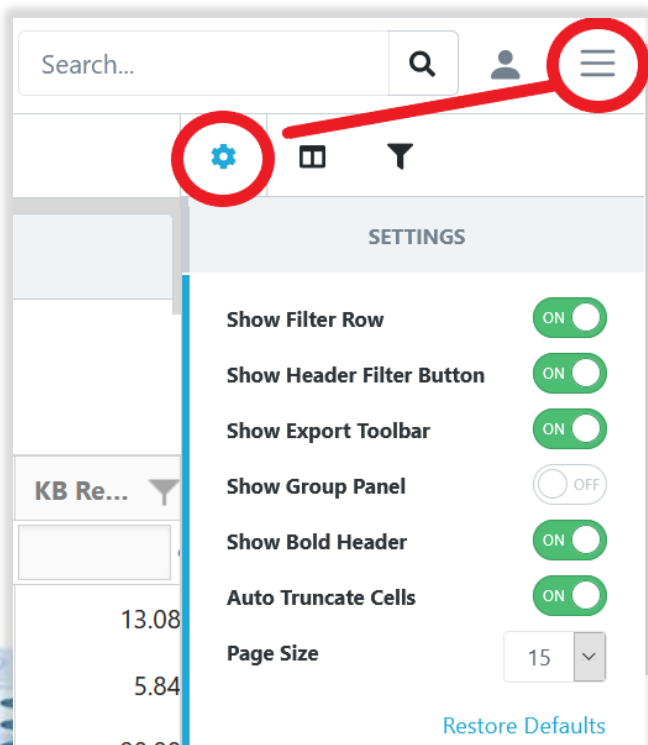 Search...
SETTINGS
Show Filter Row ON
Show Header Filter Button ON
Show Export Toolbar ON
KB Re...
Show Group Panel OFF
Show Bold Header ON
Auto Truncate Cells ON
13.08
Page Size 15
5.84
Restore Defaults